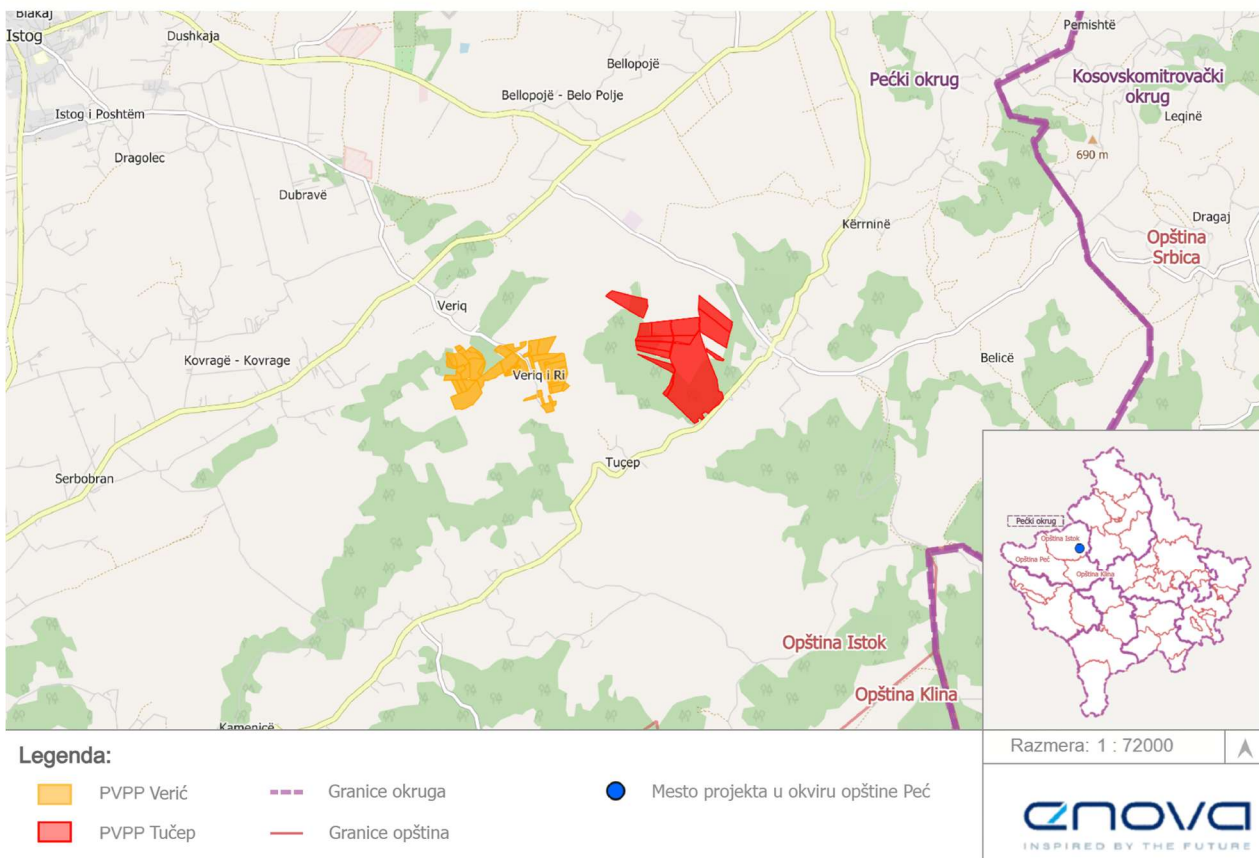 Blakaj
Istog
Dushkaja
Pemishtë
Bellopojë
Pećki okrug
Kosovskomitrovački
okrug
Bellopojë - Belo Polje
Istog i Poshtëm
Leqinë
Dragolec
690 m
Dubravë
Kërrninë
Dragaj
Opština
Srbica
Veriq
Kovragë - Kovrage
Veriq i Ri
Belicë
Tuçep
Serbobran
Pećki okrug
Opština Istok
Opština Peć
Opština Klina
Opština Istok
Opština Klina
Kamenicë
Legenda:
PVPP Verić
Granice okruga
Mesto projekta u okviru opštine Peć
PVPP Tučep
Granice opština
Razmera: 1 : 72000
enova
INSPIRED BY THE FUTURE